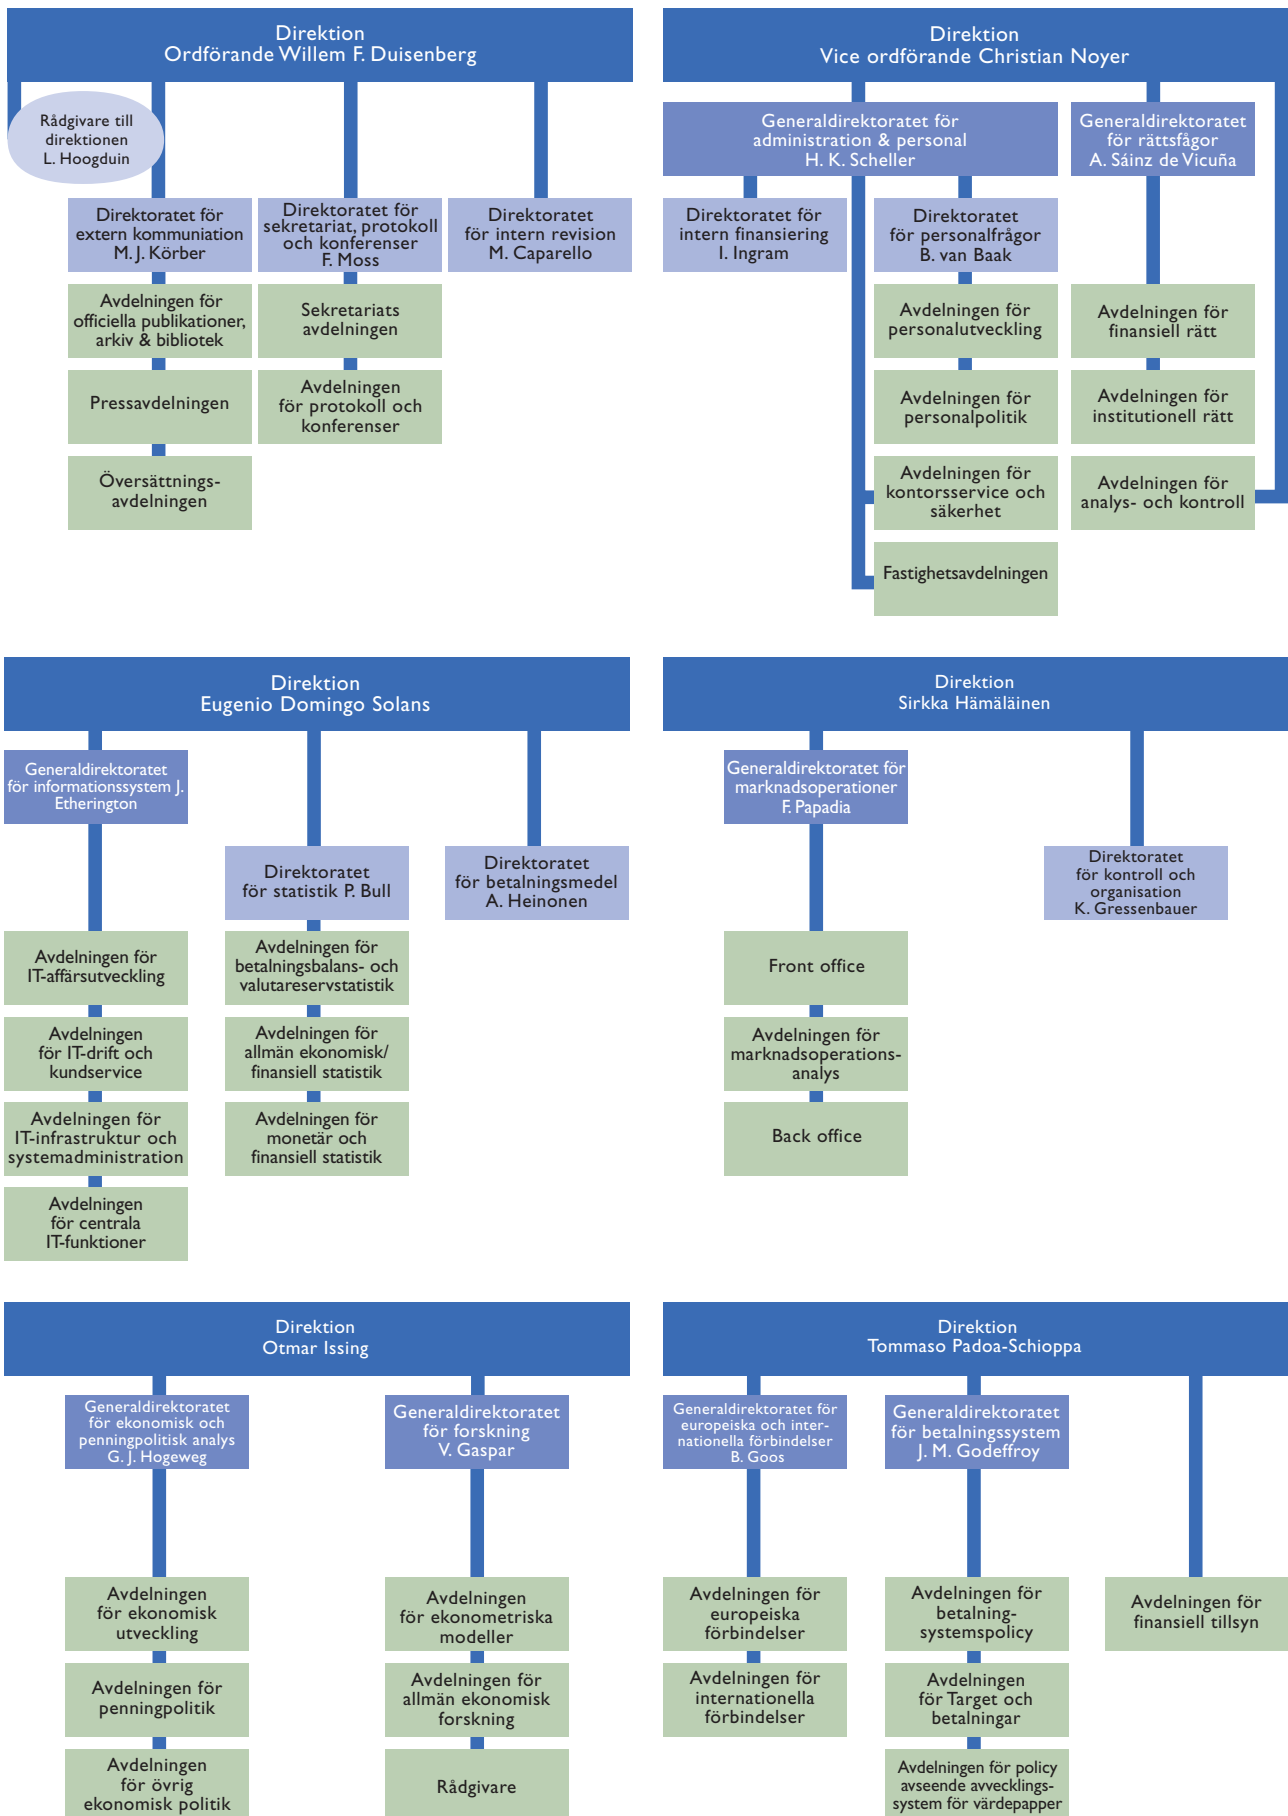 Direktion
Ordförande Willem F. Duisenberg
Rådgivare till
direktionen
L. Hoogduin
Direktoratet för
extern kommuniation
M. J. Körber
Avdelningen för
officiella publikationer,
arkiv & bibliotek
Pressavdelningen
Översättnings-
avdelningen
Direktoratet för
sekretariat, protokoll
och konferenser
F. Moss
Sekretariats
avdelningen
Avdelningen
för protokoll och
konferenser
Direktoratet
för intern revision
M. Caparello
Direktion
Vice ordförande Christian Noyer
Generaldirektoratet för
administration & personal
H. K. Scheller
Direktoratet för
intern finansiering
I. Ingram
Direktoratet
för personalfrågor
B. van Baak
Avdelningen för
personalutveckling
Avdelningen för
personalpolitik
Avdelningen för
kontorsservice och
säkerhet
Fastighetsavdelningen
Generaldirektoratet
för rättsfågor
A. Sáinz de Vicuña
Avdelningen för
finansiell rätt
Avdelningen för
institutionell rätt
Avdelningen för
analys- och kontroll
Direktion
Eugenio Domingo Solans
Generaldirektoratet
för informationssystem J.
Etherington
Avdelningen för
IT-affärsutveckling
Avdelningen
för IT-drift och
kundservice
Avdelningen för
IT-infrastruktur och
systemadministration
Avdelningen
för centrala
IT-funktioner
Direktoratet
för statistik P. Bull
Avdelningen för
betalningsbalans- och
valutareservstatistik
Avdelningen för
allmän ekonomisk/
finansiell statistik
Avdelningen för
monetär och
finansiell statistik
Direktoratet
för betalningsmedel
A. Heinonen
Direktion
Sirkka Hämäläinen
Generaldirektoratet för
marknadsoperationer
F. Papadia
Front office
Avdelningen för
marknadsoperations-
analys
Back office
Direktoratet
för kontroll och
organisation
K. Gressenbauer
Direktion
Otmar Issing
Generaldirektoratet
för ekonomisk och
penningpolitisk analys
G. J. Hogeweg
Avdelningen
för ekonomisk
utveckling
Avdelningen för
penningpolitik
Avdelningen
för övrig
ekonomisk politik
Generaldirektoratet
för forskning
V. Gaspar
Avdelningen
för ekonometriska
modeller
Avdelningen för
allmän ekonomisk
forskning
Rådgivare
Direktion
Tommaso Padoa-Schioppa
Generaldirektoratet för
europeiska och inter-
nationella förbindelser
B. Goos
Avdelningen för
europeiska
förbindelser
Avdelningen för
internationella
förbindelser
Generaldirektoratet
för betalningssystem
J. M. Godeffroy
Avdelningen för
betalning-
systemspolicy
Avdelningen
för Target och
betalningar
Avdelningen för policy
avseende avvecklings-
system för värdepapper
Avdelningen för
finansiell tillsyn